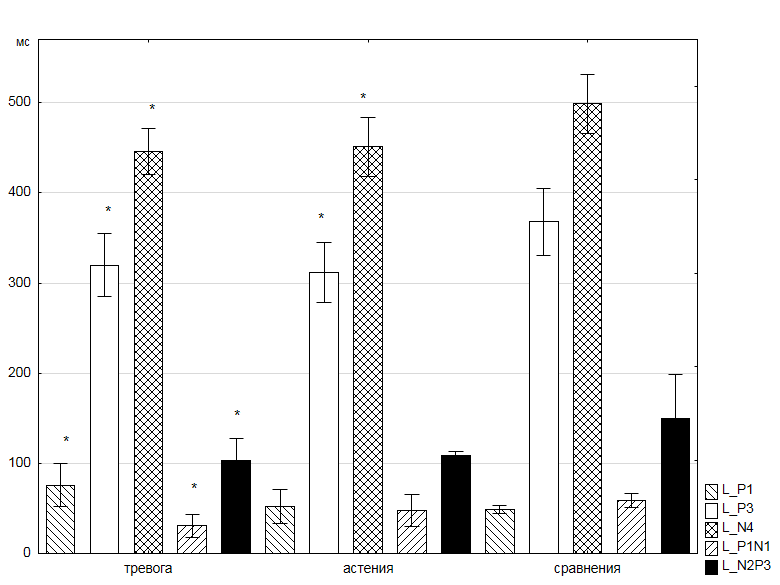 мс
500
400
300
200
100
0
* * * * * * *
тревога астения сравнения
L_P1
L_P3
L_N4
L_P1N1
L_N2P3